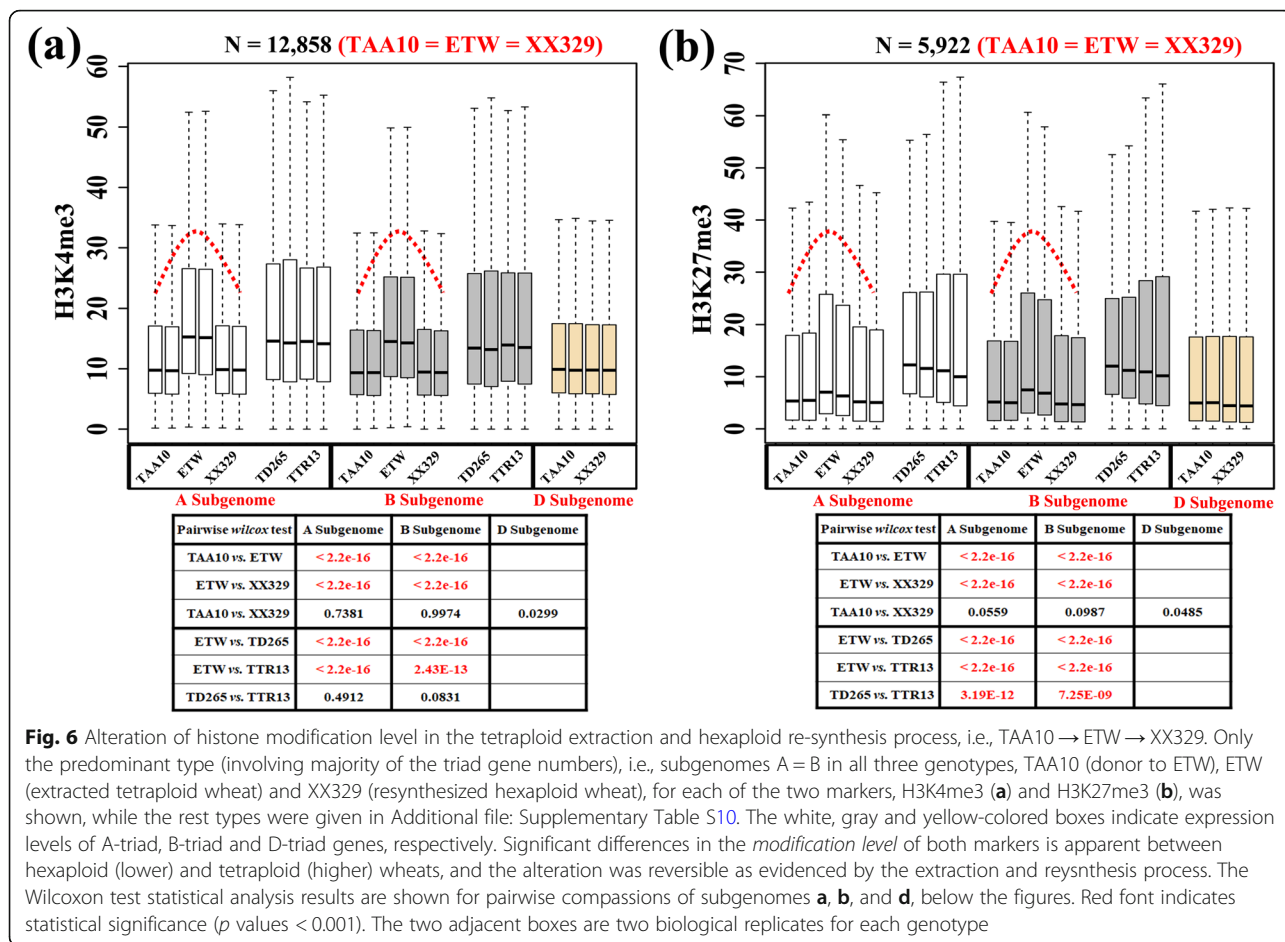 (a) N = 12,858 (TAA10 = ETW = XX329)
H3K4me3
60
50
40
30
20
10
0
TAA10 ETW XX329 TD265 TTR13 TAA10 ETW XX329 TD265 TTR13 TAA10 XX329
A Subgenome B Subgenome D Subgenome
Pairwise wilcox test A Subgenome B Subgenome D Subgenome
TAA10 vs. ETW < 2.2e-16 < 2.2e-16
ETW vs. XX329 < 2.2e-16 < 2.2e-16
TAA10 vs. XX329 0.7381 0.9974 0.0299
ETW vs. TD265 < 2.2e-16 < 2.2e-16
ETW vs. TTR13 < 2.2e-16 2.43E-13
TD265 vs. TTR13 0.4912 0.0831
(b) N = 5,922 (TAA10 = ETW = XX329)
H3K27me3
70
60
50
40
30
20
10
0
TAA10 ETW XX329 TD265 TTR13 TAA10 ETW XX329 TD265 TTR13 TAA10 XX329
A Subgenome B Subgenome D Subgenome
Pairwise wilcox test A Subgenome B Subgenome D Subgenome
TAA10 vs. ETW < 2.2e-16 < 2.2e-16
ETW vs. XX329 < 2.2e-16 < 2.2e-16
TAA10 vs. XX329 0.0559 0.0987 0.0485
ETW vs. TD265 < 2.2e-16 < 2.2e-16
ETW vs. TTR13 < 2.2e-16 < 2.2e-16
TD265 vs. TTR13 3.19E-12 7.25E-09
Fig. 6 Alteration of histone modification level in the tetraploid extraction and hexaploid re-synthesis process, i.e., TAA10 → ETW → XX329. Only
the predominant type (involving majority of the triad gene numbers), i.e., subgenomes A = B in all three genotypes, TAA10 (donor to ETW), ETW
(extracted tetraploid wheat) and XX329 (resynthesized hexaploid wheat), for each of the two markers, H3K4me3 (a) and H3K27me3 (b), was
shown, while the rest types were given in Additional file: Supplementary Table S10. The white, gray and yellow-colored boxes indicate expression
levels of A-triad, B-triad and D-triad genes, respectively. Significant differences in the modification level of both markers is apparent between
hexaploid (lower) and tetraploid (higher) wheats, and the alteration was reversible as evidenced by the extraction and reysnthesis process. The
Wilcoxon test statistical analysis results are shown for pairwise compassions of subgenomes a, b, and d, below the figures. Red font indicates
statistical significance (p values < 0.001). The two adjacent boxes are two biological replicates for each genotype